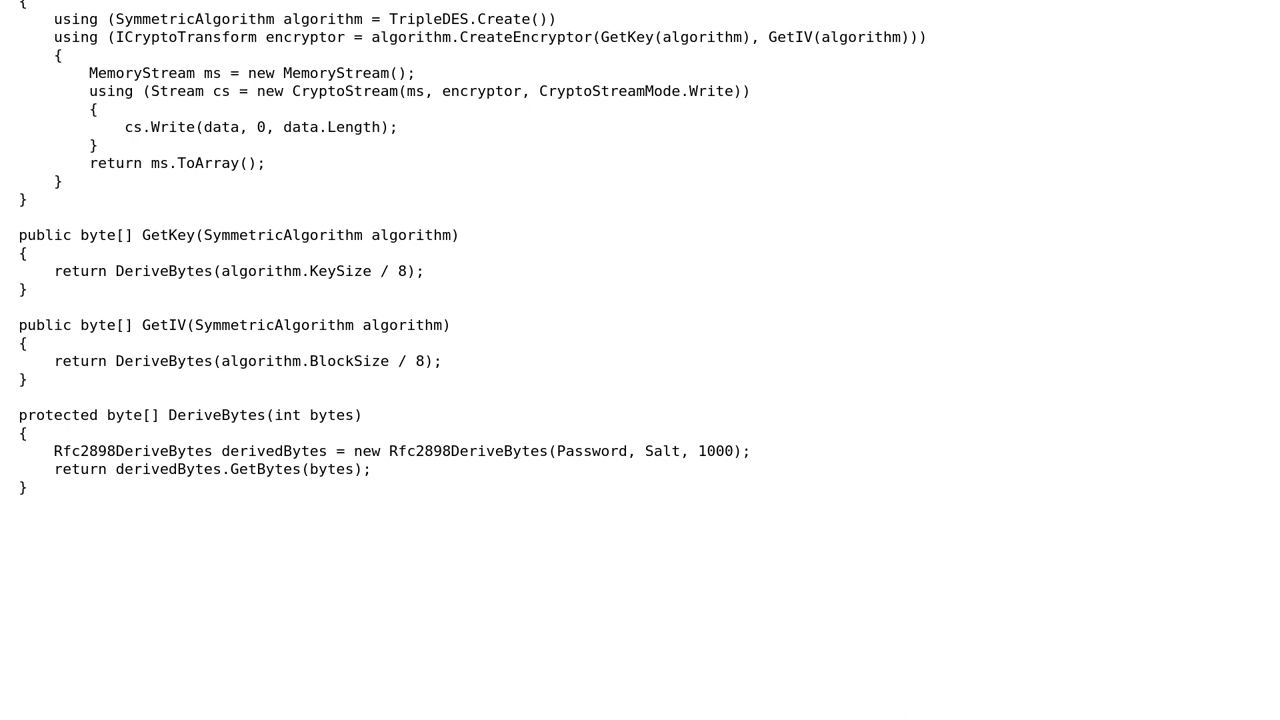 {
    using (SymmetricAlgorithm algorithm = TripleDES.Create())
    using (ICryptoTransform encryptor = algorithm.CreateEncryptor(GetKey(algorithm), GetIV(algorithm)))
    {
        MemoryStream ms = new MemoryStream();
        using (Stream cs = new CryptoStream(ms, encryptor, CryptoStreamMode.Write))
        {
            cs.Write(data, 0, data.Length);
        }
        return ms.ToArray();
    }
}

public byte[] GetKey(SymmetricAlgorithm algorithm)
{
    return DeriveBytes(algorithm.KeySize / 8);
}

public byte[] GetIV(SymmetricAlgorithm algorithm)
{
    return DeriveBytes(algorithm.BlockSize / 8);
}

protected byte[] DeriveBytes(int bytes)
{
    Rfc2898DeriveBytes derivedBytes = new Rfc2898DeriveBytes(Password, Salt, 1000);
    return derivedBytes.GetBytes(bytes);
}